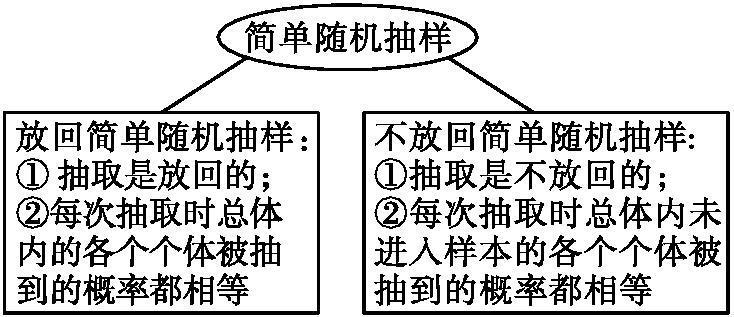 简单随机抽样
放回简单随机抽样：
① 抽取是放回的；
②每次抽取时总体
内的各个个体被抽
到的概率都相等
不放回简单随机抽样:
①抽取是不放回的；
②每次抽取时总体内未
进入样本的各个个体被
抽到的概率都相等